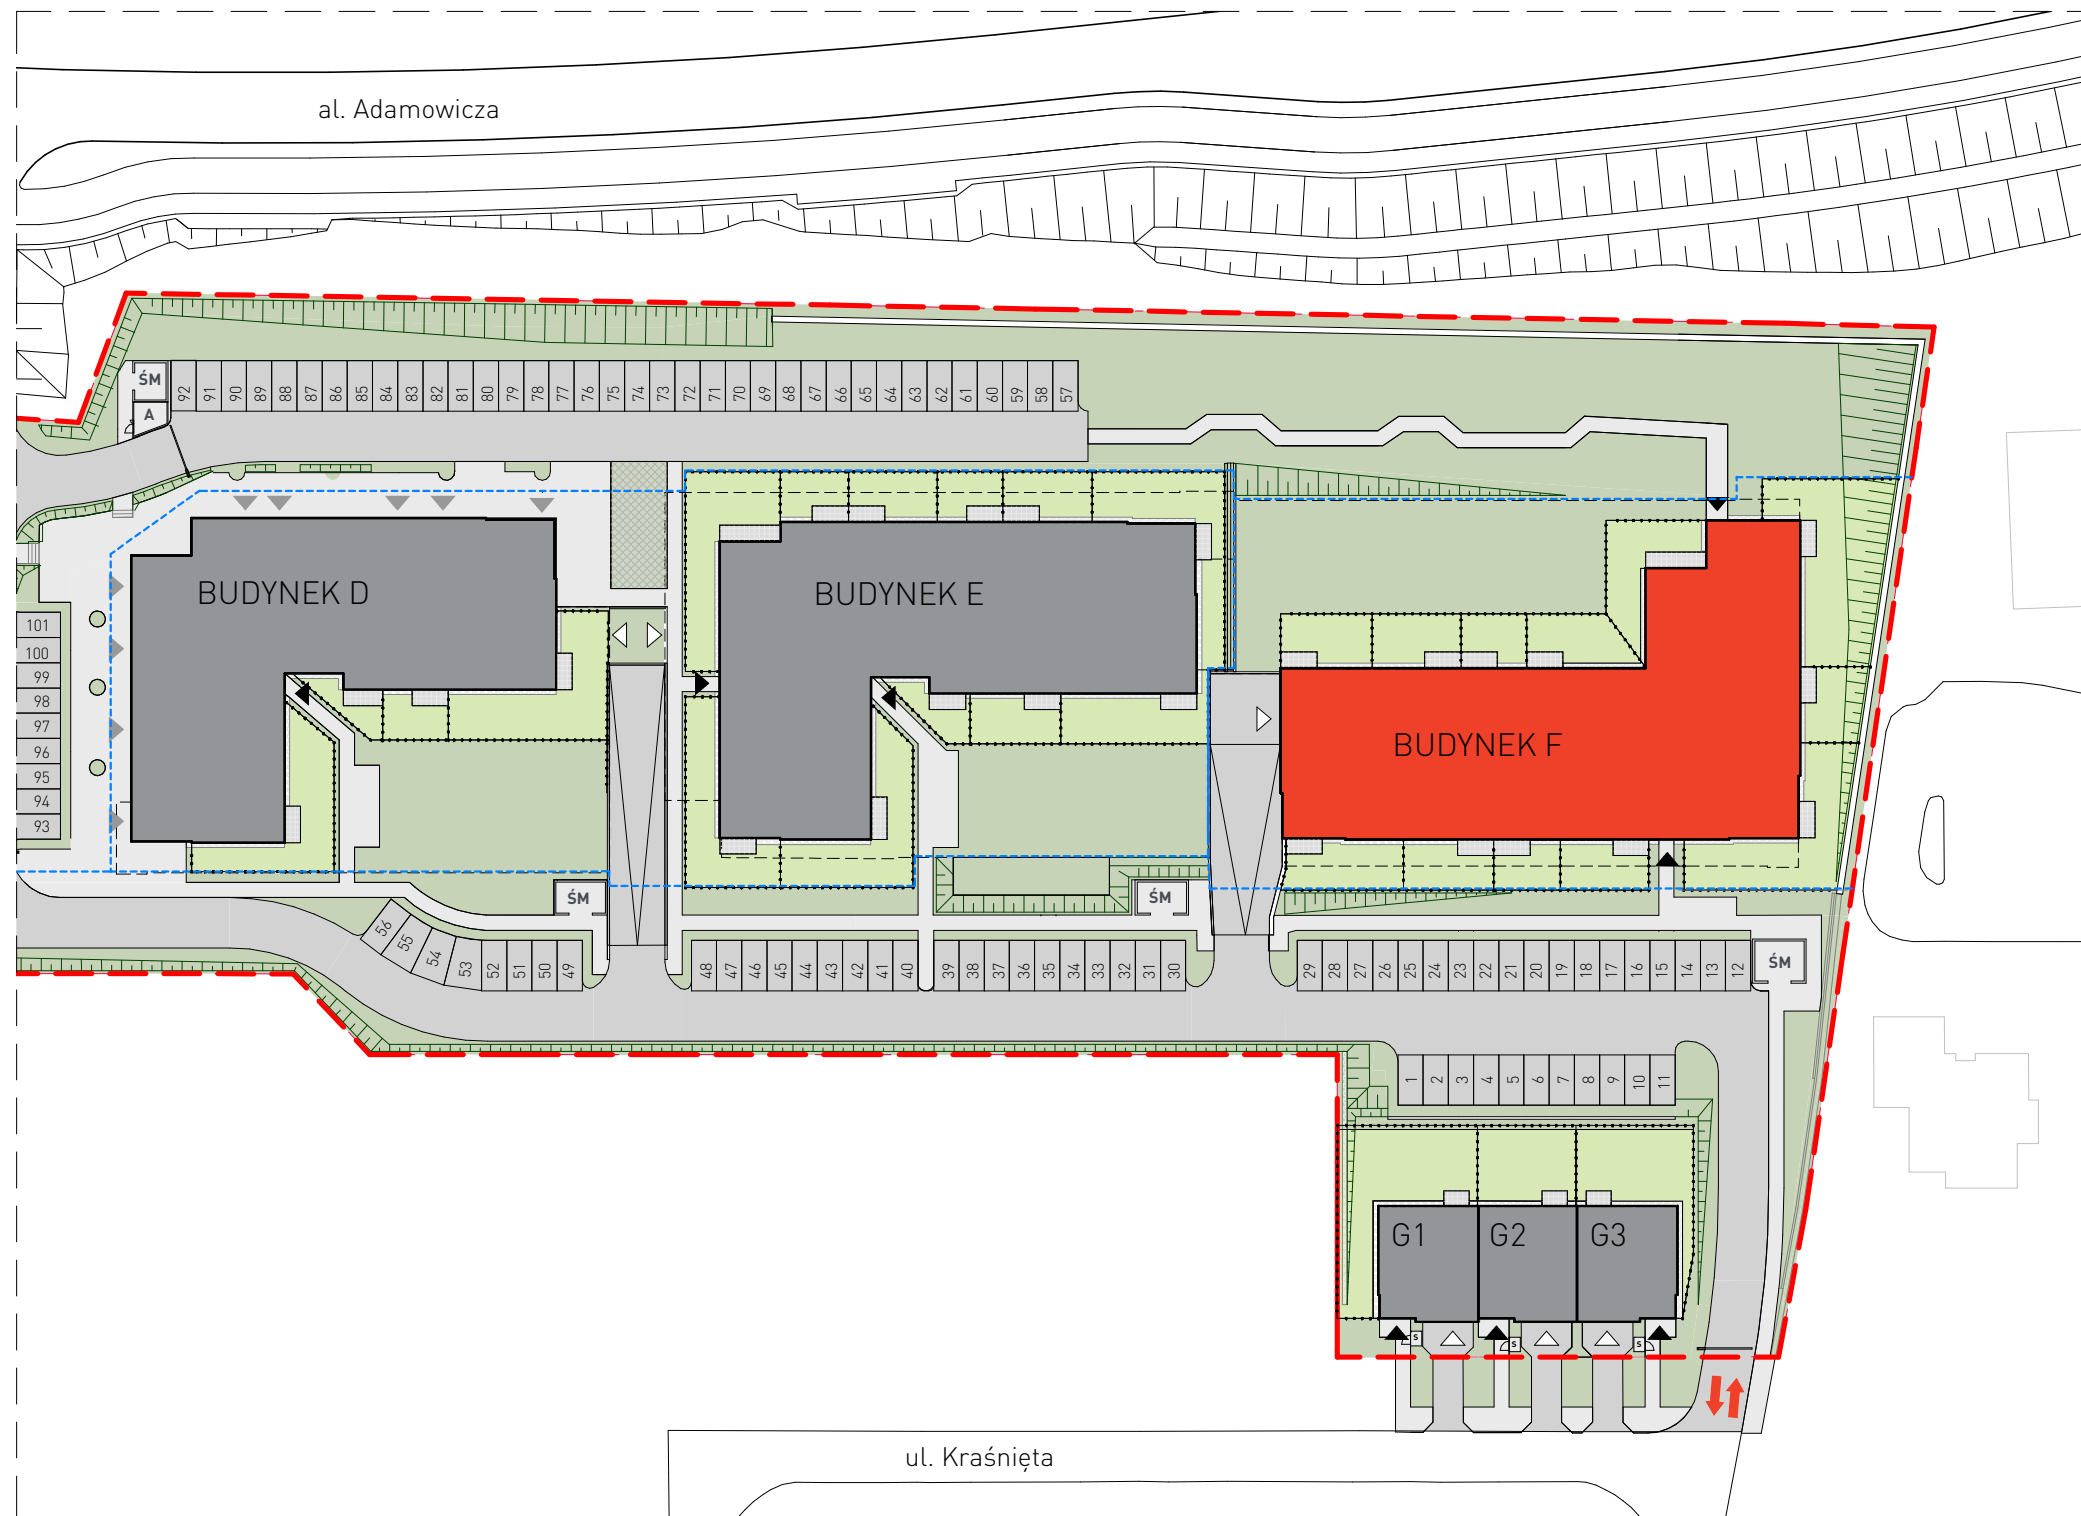 al. Adamowicza
ŚM
A
92 91 90 89 88 87 86 85 84 83 82 81 80 79 78 77 76 75 74 73 72 71 70 69 68 67 66 65 64 63 62 61 60 59 58 57
BUDYNEK D
BUDYNEK E
BUDYNEK F
101
100
99
98
97
96
95
94
93
ŚM
ŚM
ŚM
56 55 54 53 52 51 50 49
48 47 46 45 44 43 42 41 40
39 38 37 36 35 34 33 32 31 30
29 28 27 26 25 24 23 22 21 20 19 18 17 16 15 14 13 12
1 2 3 4 5 6 7 8 9 10 11
G1
G2
G3
S
S
S
ul. Kraśnięta